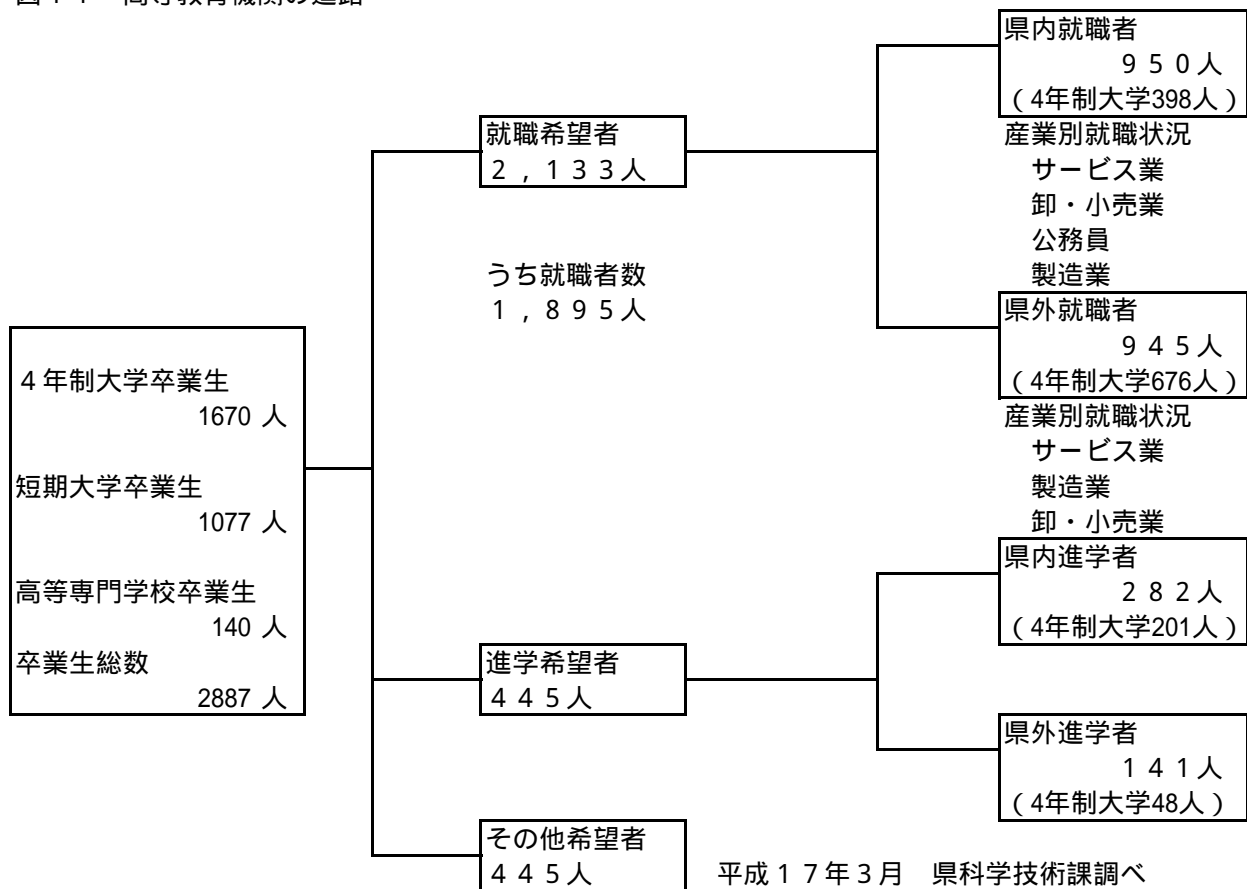 県内就職者
９５０人
（4年制大学398人）
産業別就職状況
サービス業
卸・小売業
公務員
製造業
就職希望者
２，１３３人
うち就職者数
１，８９５人
県外就職者
９４５人
（4年制大学676人）
産業別就職状況
サービス業
製造業
卸・小売業
４年制大学卒業生
1670 人
短期大学卒業生
1077 人
高等専門学校卒業生
140 人
卒業生総数
2887 人
県内進学者
２８２人
（4年制大学201人）
進学希望者
４４５人
県外進学者
１４１人
（4年制大学48人）
その他希望者
４４５人
平成１７年３月　県科学技術課調べ